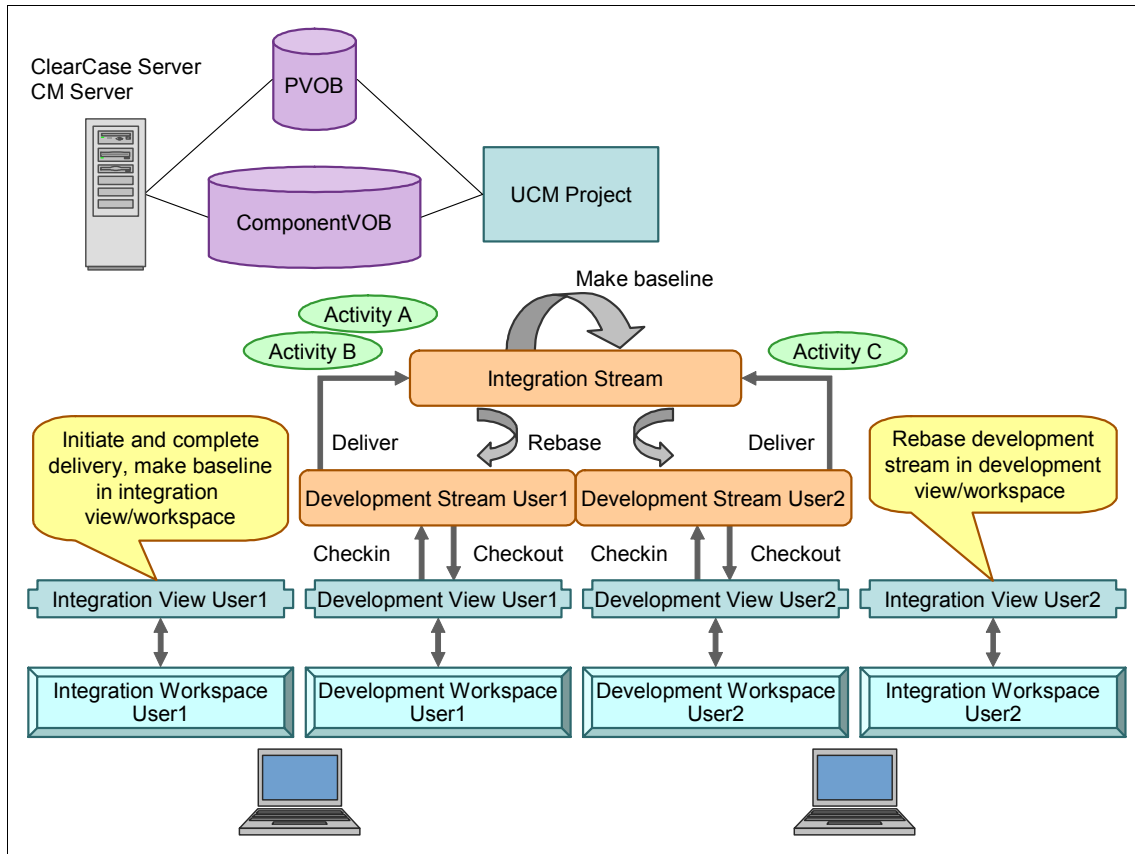 ClearCase Server
CM Server
PVOB
ComponentVOB
UCM Project
Make baseline
Activity A
Activity B
Activity C
Integration Stream
Deliver
Rebase
Deliver
Initiate and complete
delivery, make baseline
in integration
view/workspace
Rebase development
stream in development
view/workspace
Development Stream User1
Development Stream User2
Checkin
Checkout
Checkin
Checkout
Integration View User1
Development View User1
Development View User2
Integration View User2
Integration Workspace
User1
Development Workspace
User1
Development Workspace
User2
Integration Workspace
User2